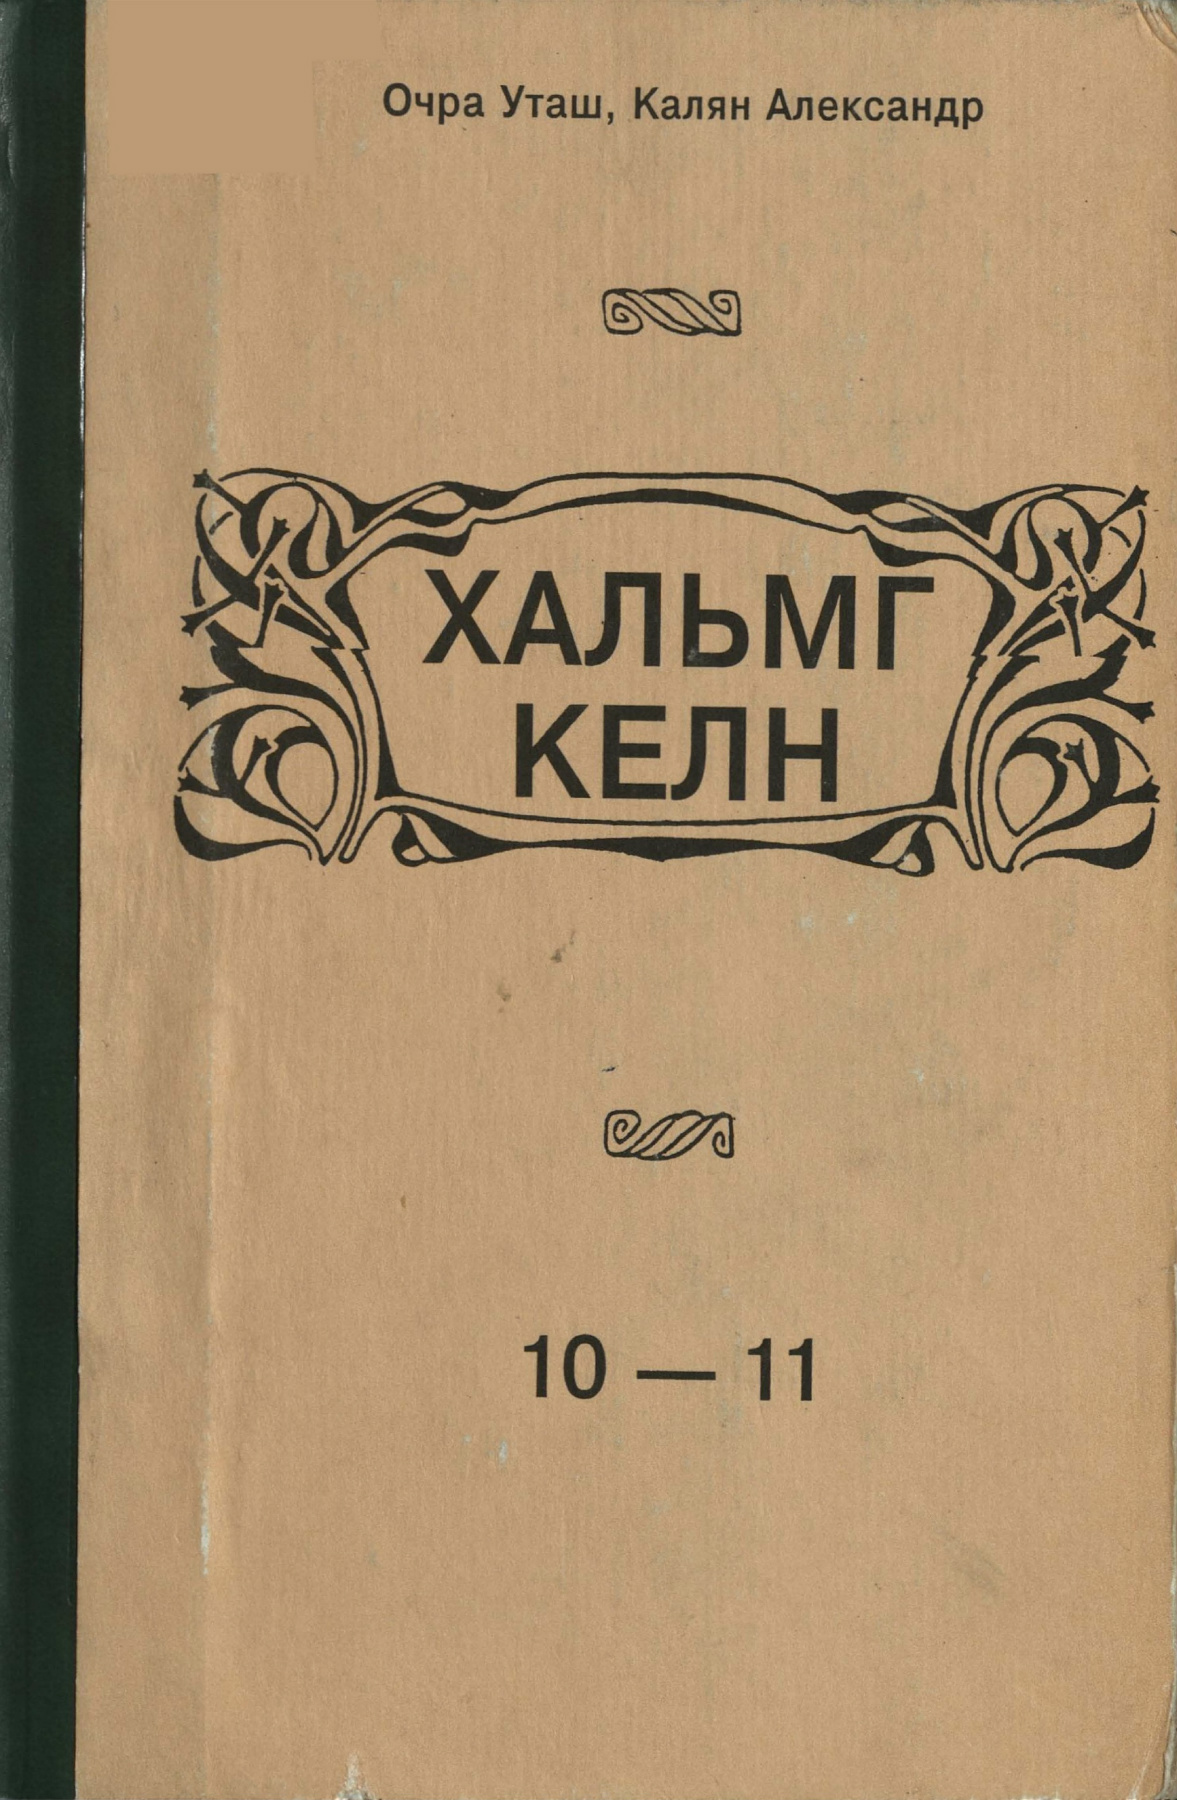 Очра Уташ, Калян Александр
ХАЛЬМГ
КЕЛН
10 — 11